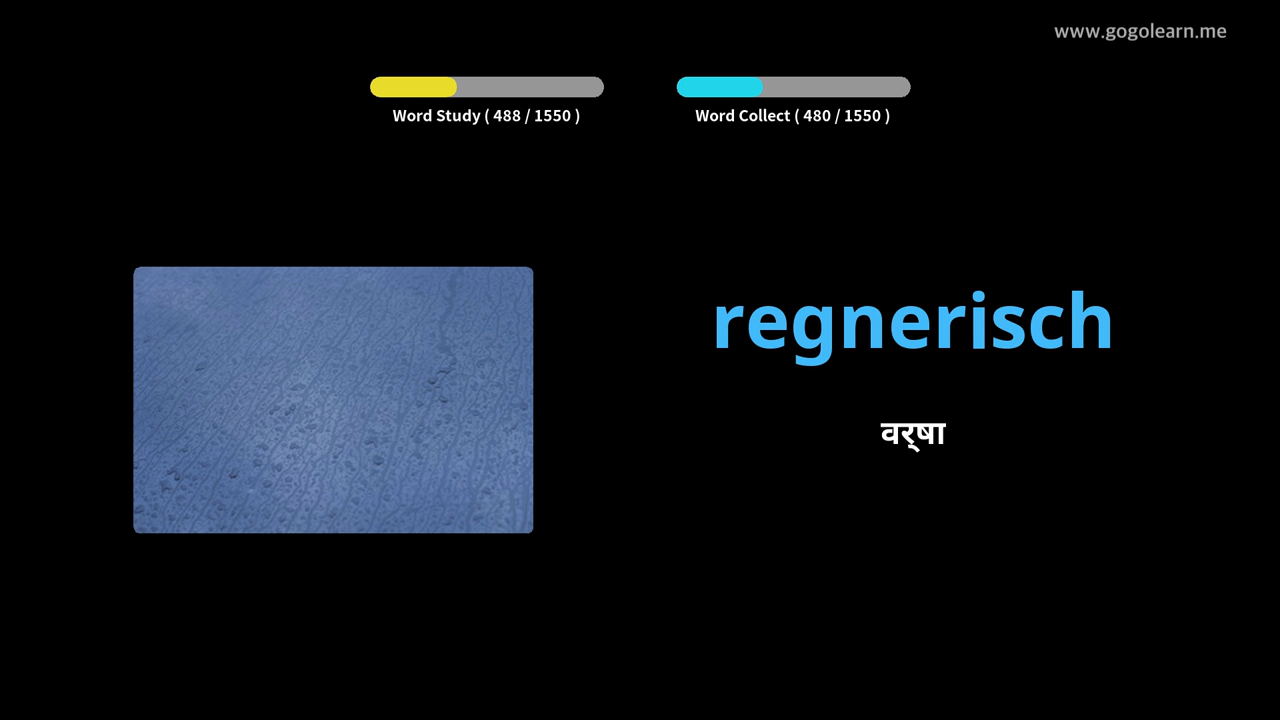 www.gogolearn.me
Word Study ( 488 / 1550 )
Word Collect ( 480 / 1550 )
regnerisch
वर्षा